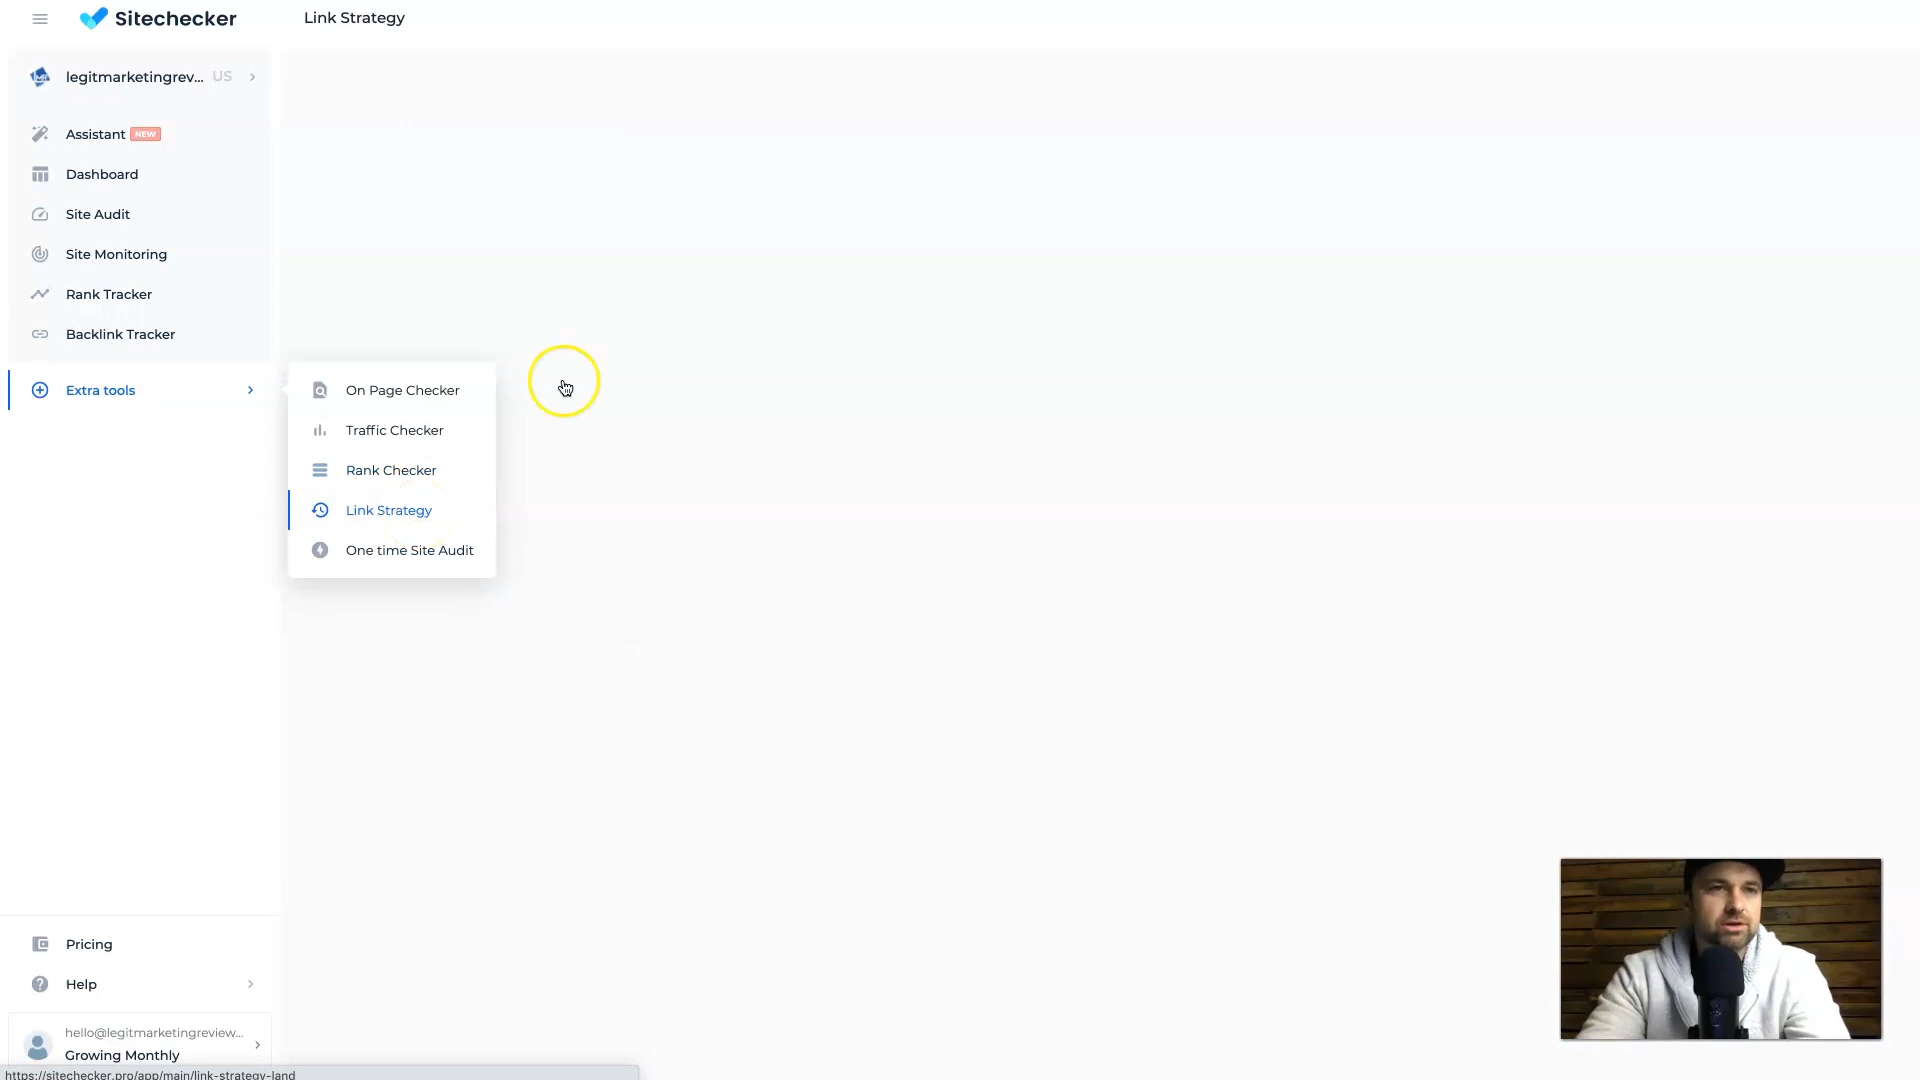 Sitechecker
Link Strategy
legitmarketingrev... US
Assistant NEW
Dashboard
Site Audit
Site Monitoring
Rank Tracker
Backlink Tracker
Extra tools
On Page Checker
Traffic Checker
Rank Checker
Link Strategy
One time Site Audit
Pricing
Help
hello@legitmarketingreview...
Growing Monthly
https://sitechecker.pro/app/main/link-strategy-land